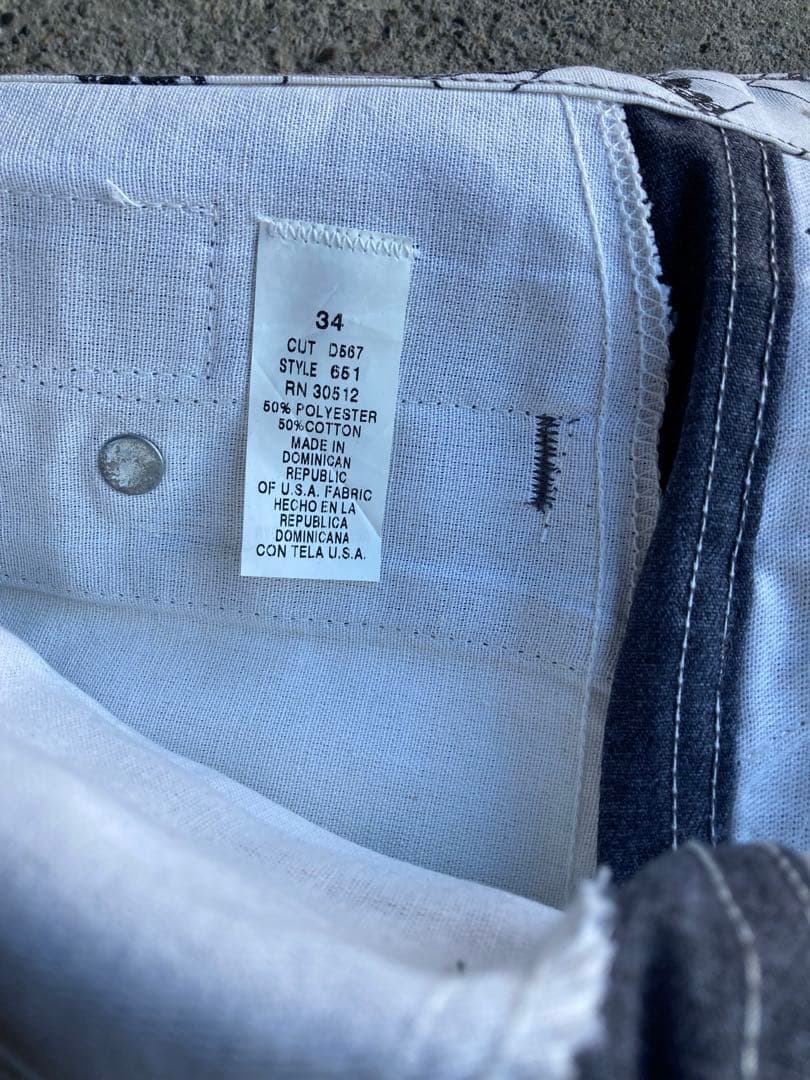 34
CUT D567
STYLE 651
RN 30512
50% POLYESTER
50%COTTON
MADE IN
DOMINICAN
REPUBLIC
OF U.S.A. FABRIC
HECHO EN LA
REPUBLICA
DOMINICANA
CON TELA U.S.A.